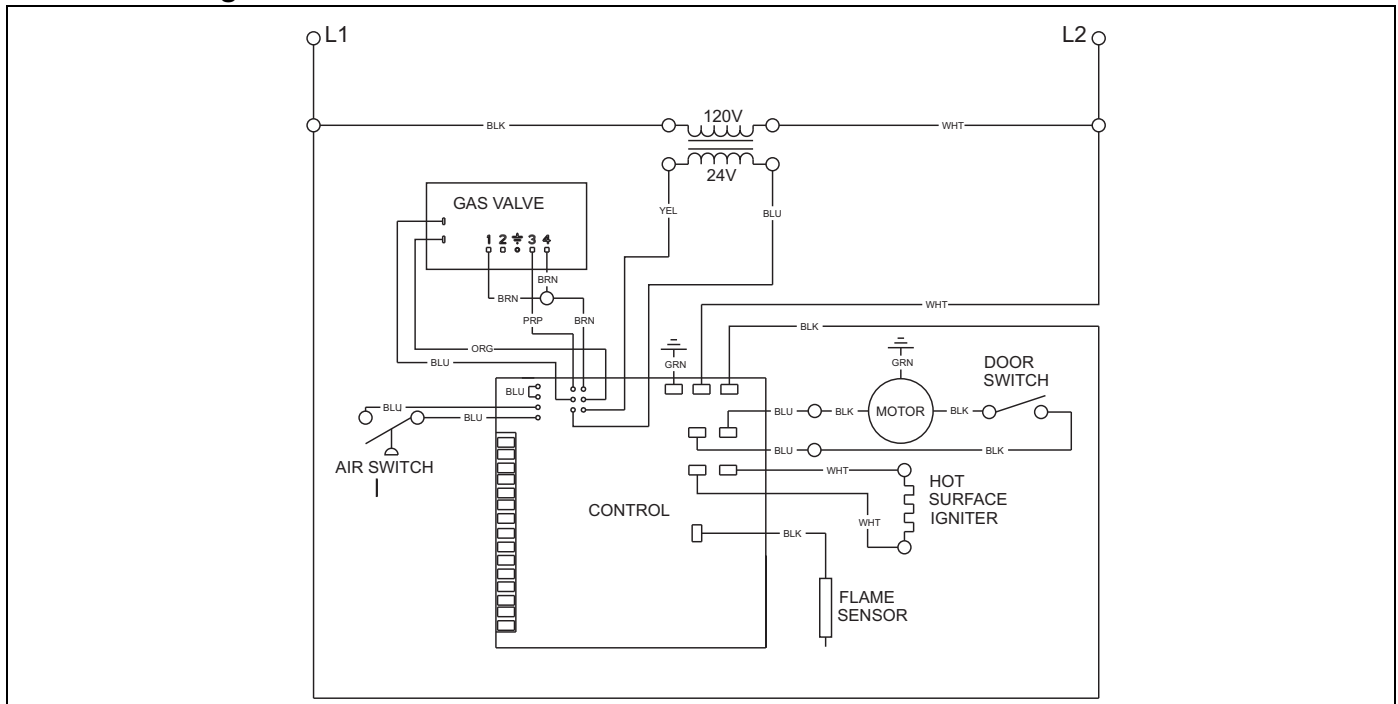 g
L1
L2
120V
BLK
WHT
24V
GAS VALVE
YEL
BLU
1 2 3 4
BRN
BRN
WHT
PRP
BRN
BLK
ORG
BLU
GRN
GRN
DOOR
SWITCH
BLU
BLU
BLU
BLU
BLK
MOTOR
BLK
BLU
BLK
AIR SWITCH
WHT
HOT
SURFACE
IGNITER
CONTROL
WHT
BLK
FLAME
SENSOR